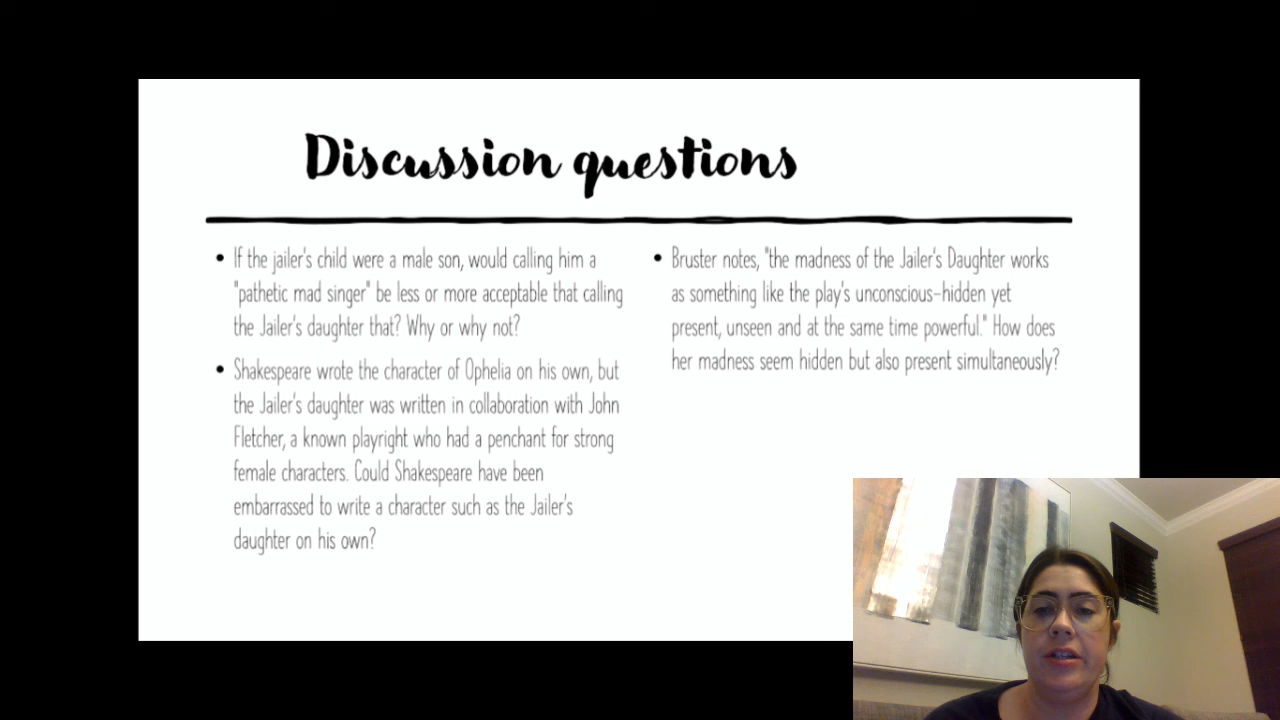 Discussion questions
• If the jailer's child were a male son, would calling him a
"pathetic mad singer" be less or more acceptable that calling
the Jailer's daughter that? Why or why not?
• Shakespeare wrote the character of Ophelia on his own, but
the Jailer's daughter was written in collaboration with John
Fletcher, a known playright who had a penchant for strong
female characters. Could Shakespeare have been
embarrassed to write a character such as the Jailer's
daughter on his own?
• Bruster notes, "the madness of the Jailer's Daughter works
as something like the play's unconscious–hidden yet
present, unseen and at the same time powerful." How does
her madness seem hidden but also present simultaneously?